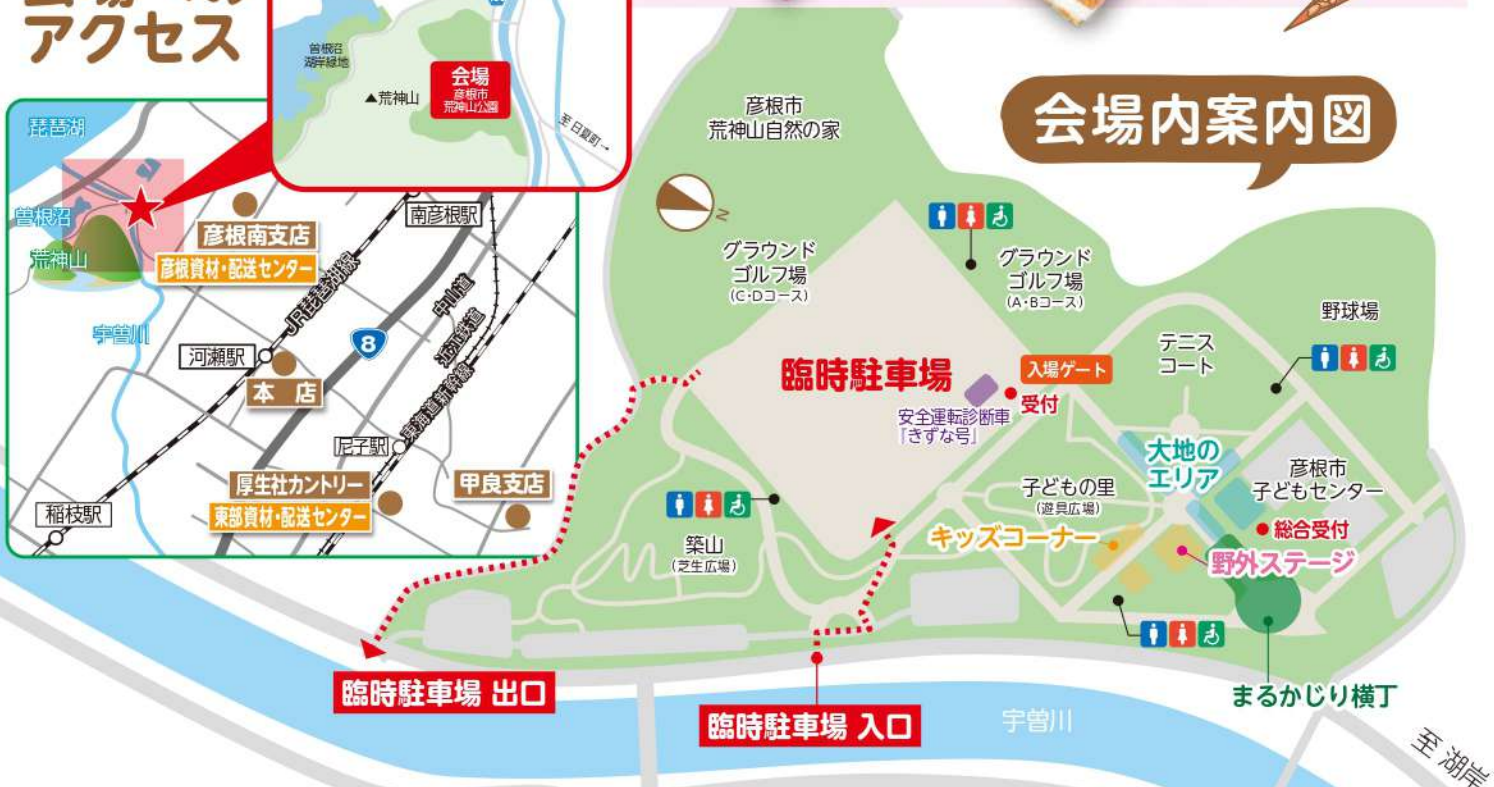 アクセス
曽根沼
湖岸緑地
▲荒神山
会場
彦根市
荒神山公園
至 日夏町→
琵琶湖
曽根沼
荒神山
宇曽川
彦根南支店
彦根資材・配送センター
南彦根駅
JR琵琶湖線
中山道
近江鉄道
東海道新幹線
8
河瀬駅
本 店
尼子駅
厚生社カントリー
東部資材・配送センター
甲良支店
稲枝駅
会場内案内図
彦根市
荒神山自然の家
N
グラウンド
ゴルフ場
(C・Dコース)
グラウンド
ゴルフ場
(A・Bコース)
野球場
テニス
コート
臨時駐車場
入場ゲート
受付
安全運転診断車
「きずな号」
大地の
エリア
彦根市
子どもセンター
総合受付
子どもの里
(遊具広場)
キッズコーナー
野外ステージ
築山
(芝生広場)
まるかじり横丁
臨時駐車場 出口
臨時駐車場 入口
宇曽川
至 湖岸